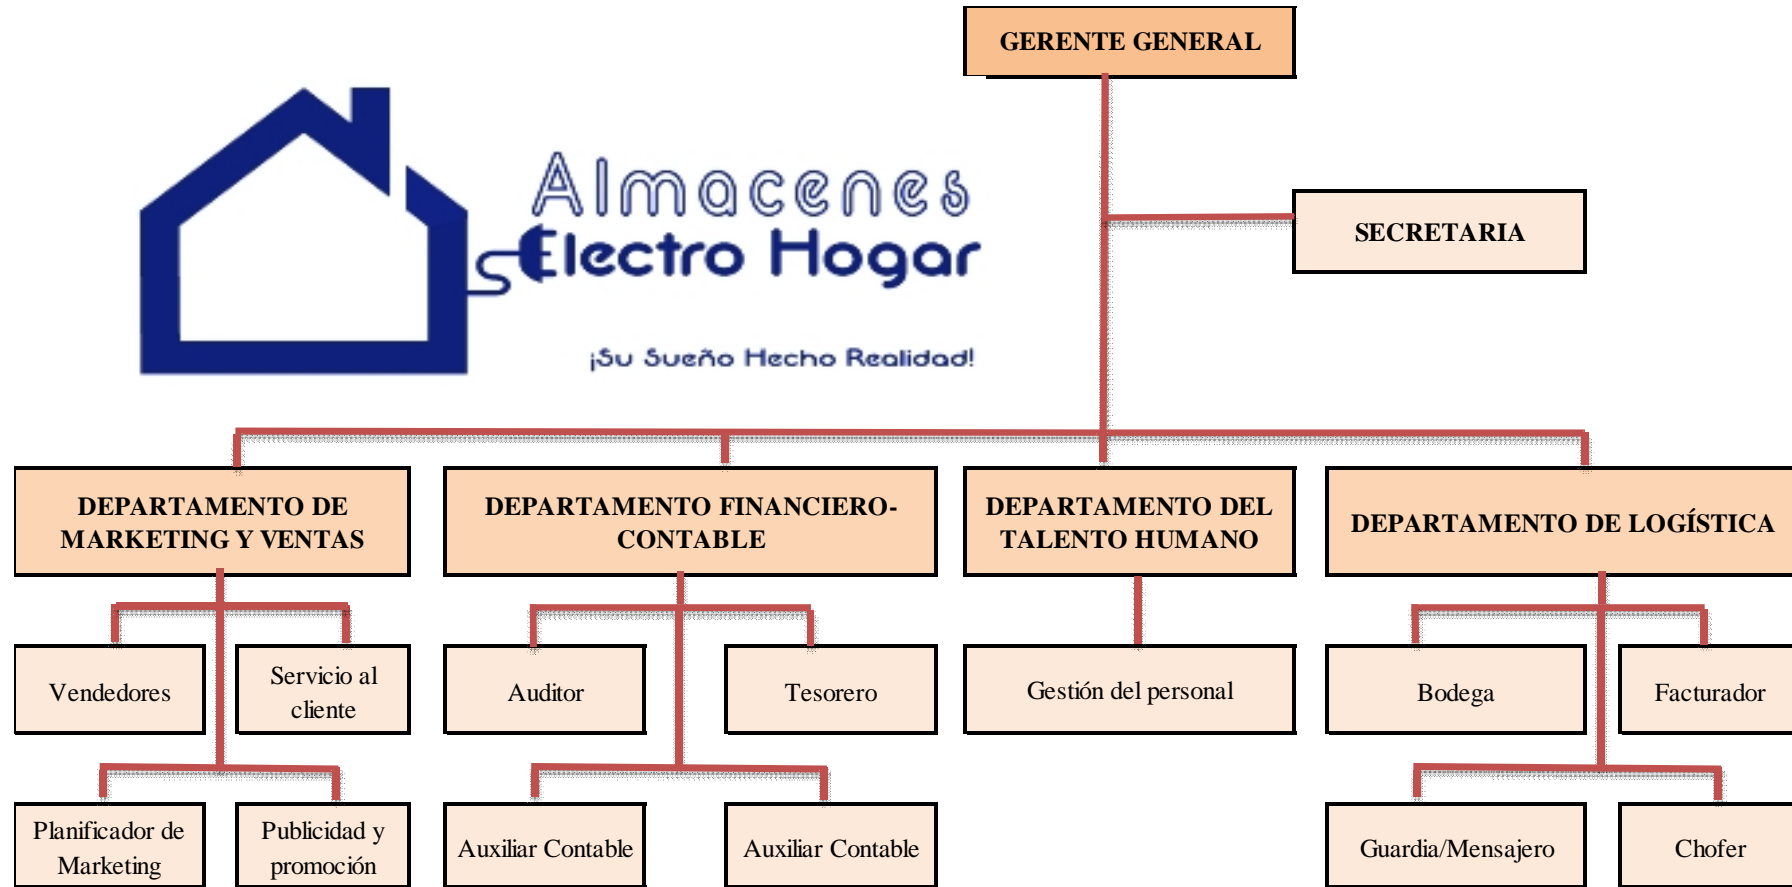 GERENTE GENERAL
Almacenes
Electro Hogar
¡Su Sueño Hecho Realidad!
SECRETARIA
DEPARTAMENTO DE
MARKETING Y VENTAS
DEPARTAMENTO FINANCIERO-
CONTABLE
DEPARTAMENTO DEL
TALENTO HUMANO
DEPARTAMENTO DE LOGÍSTICA
Vendedores
Servicio al
cliente
Auditor
Tesorero
Gestión del personal
Bodega
Facturador
Planificador de
Marketing
Publicidad y
promoción
Auxiliar Contable
Auxiliar Contable
Guardia/Mensajero
Chofer